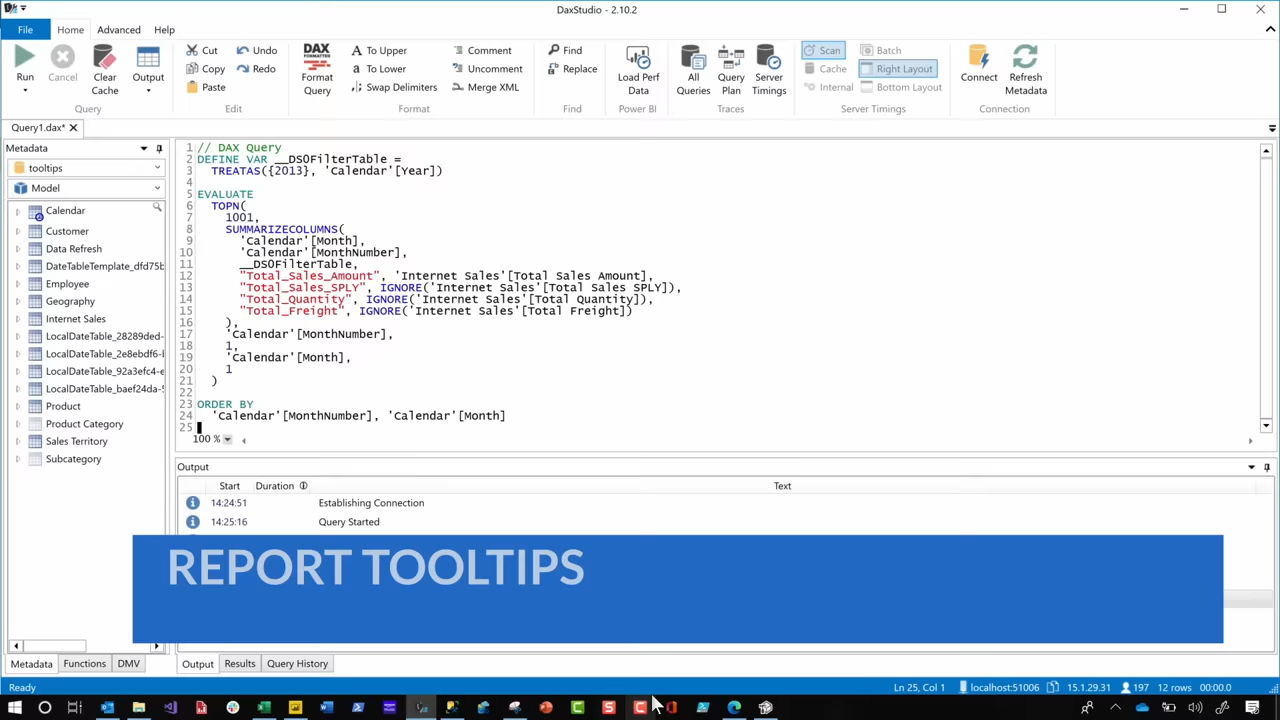 DaxStudio - 2.10.2
File
Home
Advanced
Help
Run
Cancel
Clear
Cache
Output
Query
Cut
Copy
Paste
Undo
Redo
Edit
DAX
FORMATTER
Format
Query
To Upper
To Lower
Swap Delimiters
Comment
Uncomment
Merge XML
Format
Find
Replace
Find
Load Perf
Data
Power BI
All
Queries
Query
Plan
Server
Timings
Traces
Scan
Cache
Internal
Batch
Right Layout
Bottom Layout
Server Timings
Connect
Refresh
Metadata
Connection
Query1.dax*
Metadata
tooltips
Model
Calendar
Customer
Data Refresh
DateTableTemplate_dfd75b
Employee
Geography
Internet Sales
LocalDateTable_28289ded-
LocalDateTable_2e8ebdf6-b
LocalDateTable_92a3efc4-e
LocalDateTable_baef24da-5
Product
Product Category
Sales Territory
Subcategory
1 // DAX Query
2 DEFINE VAR __DS0FilterTable =
3 TREATAS({2013}, 'Calendar'[Year])
4
5 EVALUATE
6 TOPN(
7 1001,
8 SUMMARIZECOLUMNS(
9 'Calendar'[Month],
10 'Calendar'[MonthNumber],
11 __DS0FilterTable,
12 "Total_Sales_Amount", 'Internet Sales'[Total Sales Amount],
13 "Total_Sales_SPLY", IGNORE('Internet Sales'[Total Sales SPLY]),
14 "Total_Quantity", IGNORE('Internet Sales'[Total Quantity]),
15 "Total_Freight", IGNORE('Internet Sales'[Total Freight])
16 ),
17 'Calendar'[MonthNumber],
18 1,
19 'Calendar'[Month],
20 1
21 )
22
23 ORDER BY
24 'Calendar'[MonthNumber], 'Calendar'[Month]
25
100 %
Output
Start Duration Text
14:24:51 Establishing Connection
14:25:16 Query Started
REPORT TOOLTIPS
Metadata
Functions
DMV
Output
Results
Query History
Ready
Ln 25, Col 1
localhost:51006
15.1.29.31
197
12 rows
00:00.0